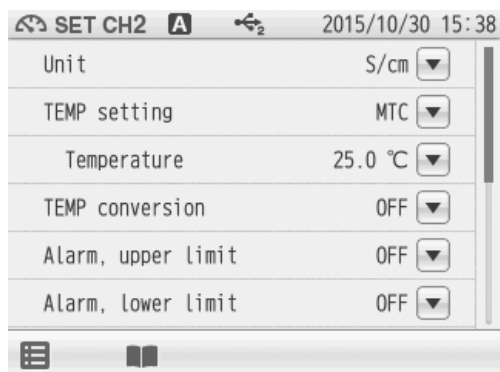 SET CH2 A 2 2015/10/30 15:38
Unit S/cm
TEMP setting MTC
Temperature 25.0 ℃
TEMP conversion OFF
Alarm, upper limit OFF
Alarm, lower limit OFF